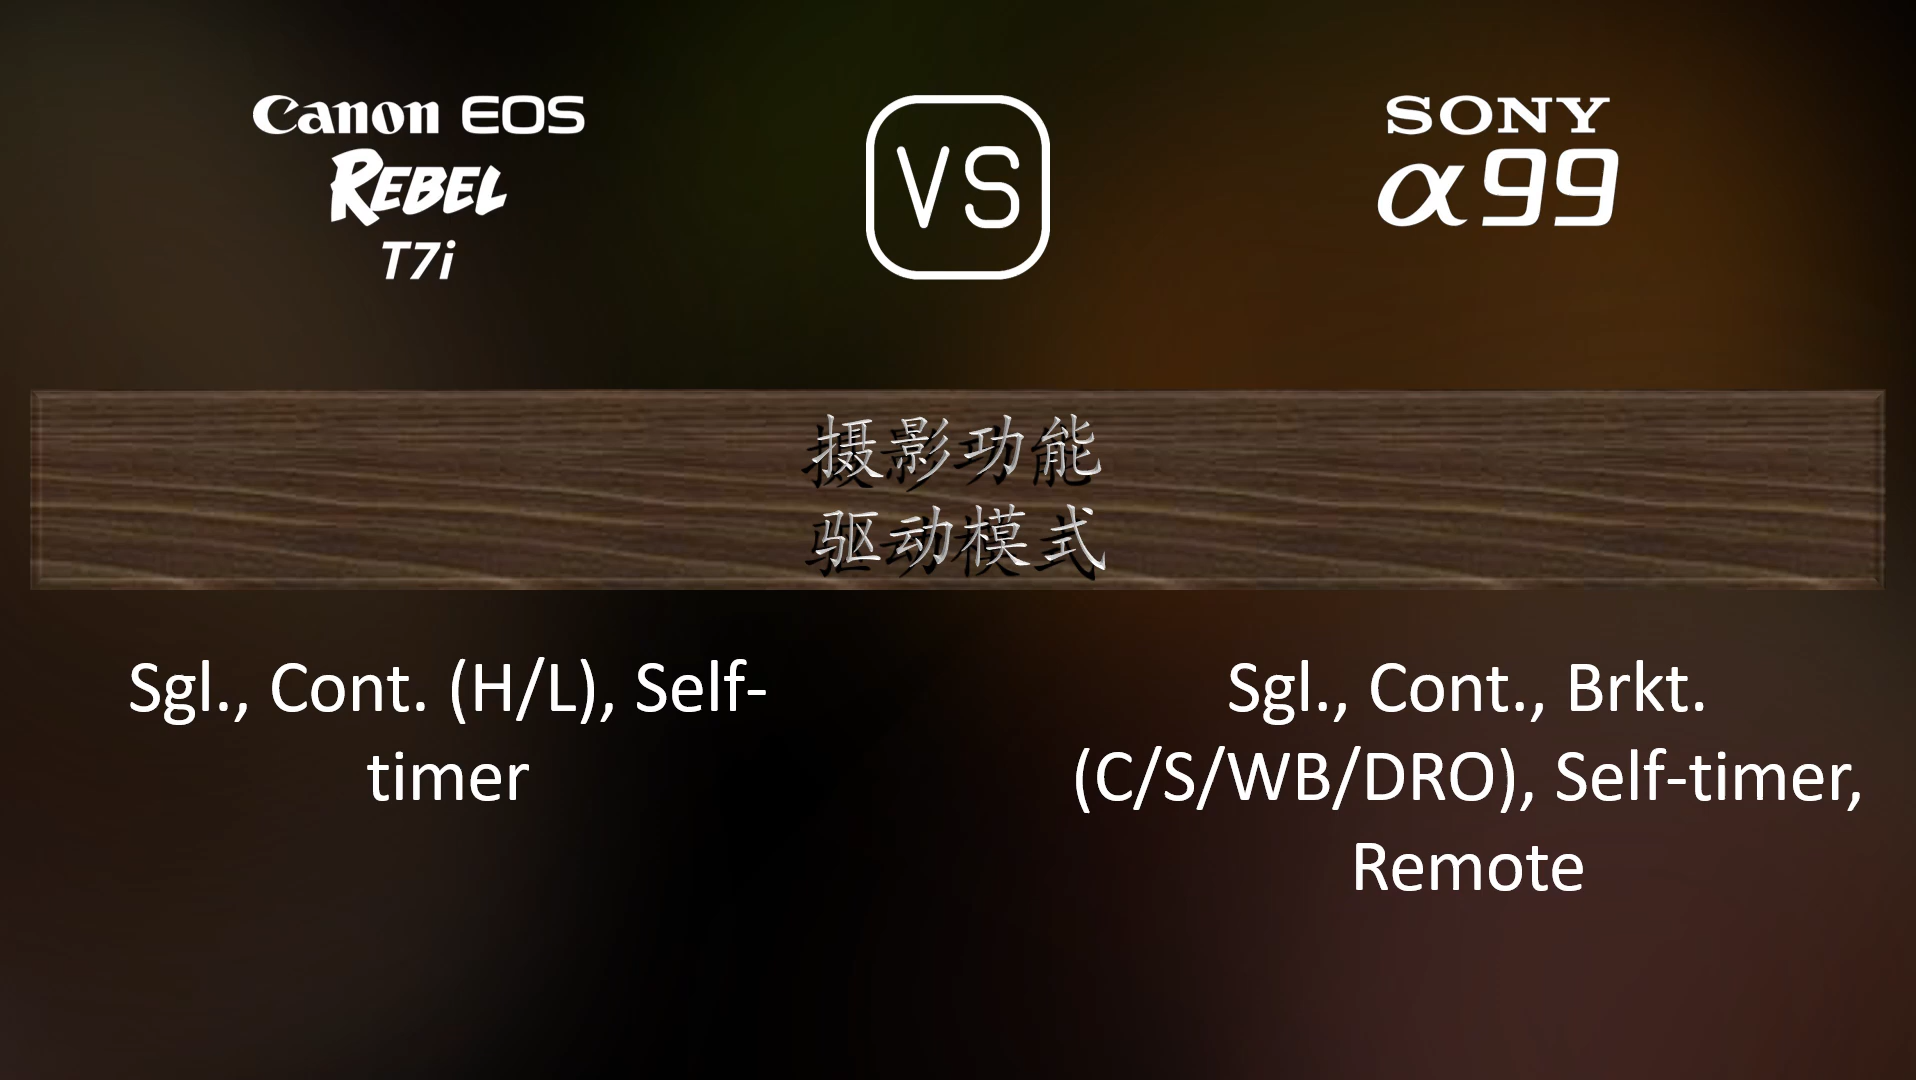 Canon EOS
REBEL
T7i
VS
SONY
α99
摄影功能
驱动模式
Sgl., Cont. (H/L), Self-
timer
Sgl., Cont., Brkt.
(C/S/WB/DRO), Self-timer,
Remote